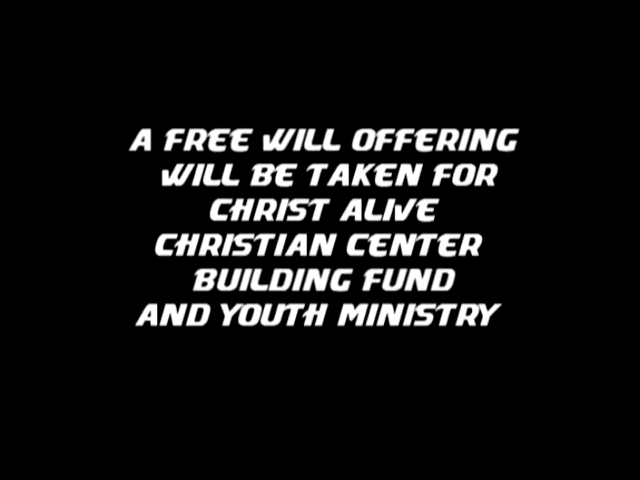 A FREE WILL OFFERING
WILL BE TAKEN FOR
CHRIST ALIVE
CHRISTIAN CENTER
BUILDING FUND
AND YOUTH MINISTRY